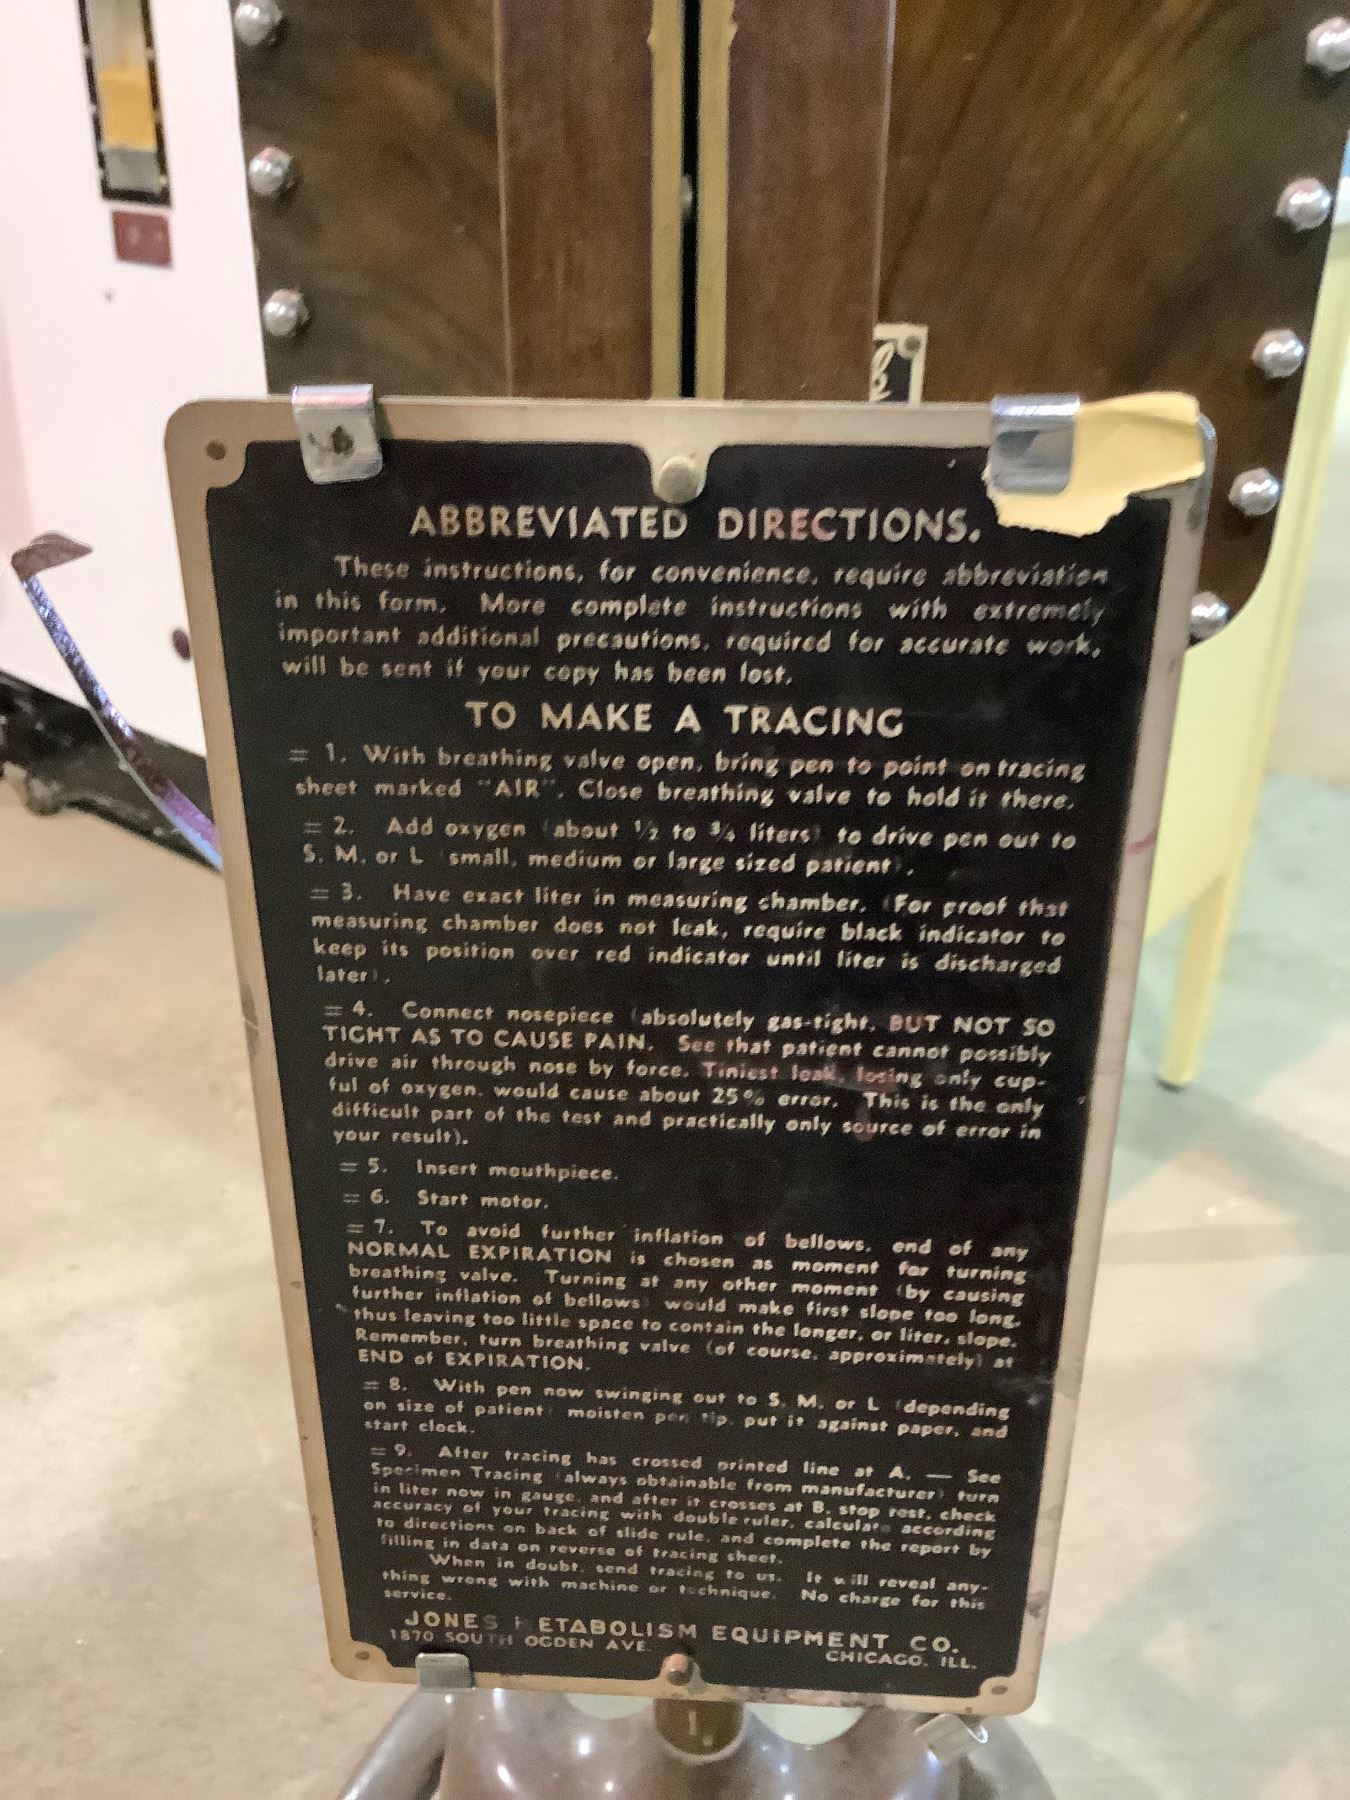 ABBREVIATED DIRECTIONS.
These instructions, for convenience, require abbreviation
in this form. More complete instructions with extremely
important additional precautions, required for accurate work,
will be sent if your copy has been lost.
TO MAKE A TRACING
= 1. With breathing valve open, bring pen to point on tracing
sheet marked "AIR". Close breathing valve to hold it there.
= 2. Add oxygen (about 1/2 to 3/4 liters) to drive pen out to
S. M. or L (small, medium or large sized patient).
= 3. Have exact liter in measuring chamber. (For proof that
measuring chamber does not leak, require black indicator to
keep its position over red indicator until liter is discharged
later).
= 4. Connect nosepiece (absolutely gas-tight, BUT NOT SO
TIGHT AS TO CAUSE PAIN. See that patient cannot possibly
drive air through nose by force. Tiniest leak, losing only cup-
ful of oxygen, would cause about 25% error. This is the only
difficult part of the test and practically only source of error in
your result).
= 5. Insert mouthpiece.
= 6. Start motor.
= 7. To avoid further inflation of bellows, end of any
NORMAL EXPIRATION is chosen as moment for turning
breathing valve. Turning at any other moment (by causing
further inflation of bellows) would make first slope too long,
thus leaving too little space to contain the longer, or liter, slope.
Remember, turn breathing valve (of course, approximately) at
END of EXPIRATION.
= 8. With pen now swinging out to S. M. or L (depending
on size of patient) moisten pen tip, put it against paper, and
start clock.
= 9. After tracing has crossed printed line at A. — See
Specimen Tracing (always obtainable from manufacturer) turn
in liter now in gauge, and after it crosses at B, stop rest, check
accuracy of your tracing with double ruler, calculate according
to directions on back of slide rule, and complete the report by
filling in data on reverse of tracing sheet.
When in doubt, send tracing to us. It will reveal any-
thing wrong with machine or technique. No charge for this
service.
JONES METABOLISM EQUIPMENT CO.
1870 SOUTH OGDEN AVE.
CHICAGO, ILL.